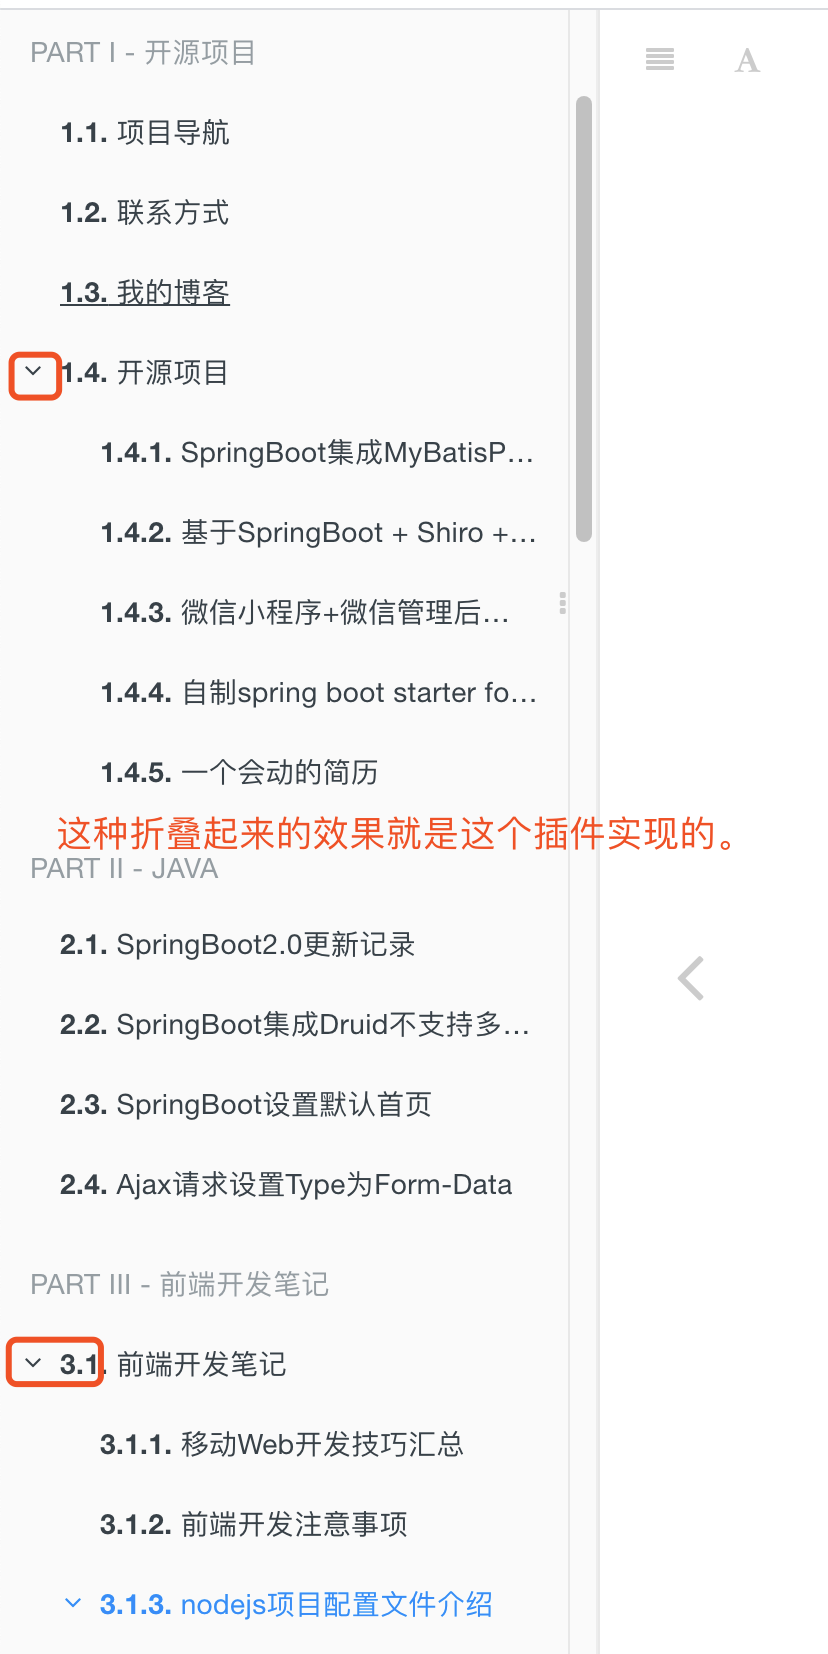 PART I - 开源项目
A
1.1. 项目导航
1.2. 联系方式
1.3. 我的博客
1.4. 开源项目
1.4.1. SpringBoot集成MyBatisP...
1.4.2. 基于SpringBoot + Shiro +...
1.4.3. 微信小程序+微信管理后...
1.4.4. 自制spring boot starter fo...
1.4.5. 一个会动的简历
这种折叠起来的效果就是这个插件实现的。
PART II - JAVA
2.1. SpringBoot2.0更新记录
2.2. SpringBoot集成Druid不支持多...
2.3. SpringBoot设置默认首页
2.4. Ajax请求设置Type为Form-Data
PART III - 前端开发笔记
3.1. 前端开发笔记
3.1.1. 移动Web开发技巧汇总
3.1.2. 前端开发注意事项
3.1.3. nodejs项目配置文件介绍